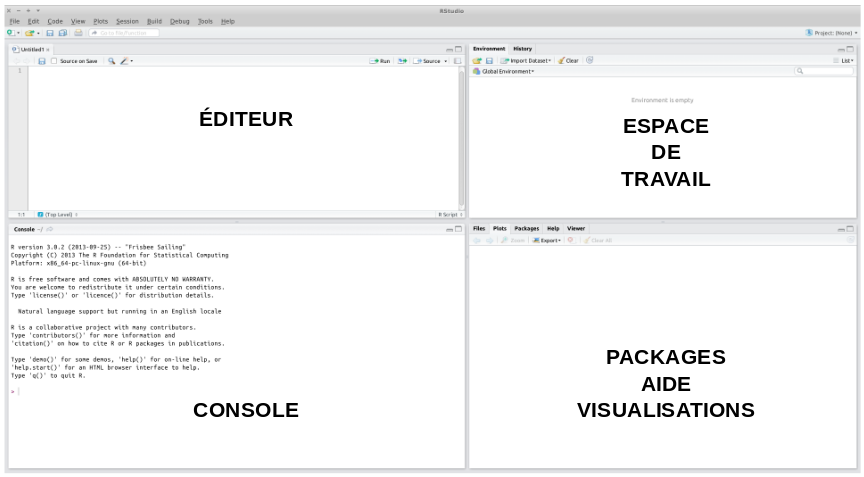 RStudio
File Edit Code View Plots Session Build Debug Tools Help
Go to File/Function
Project: (None)
Untitled1
Source on Save
Run
Source
1
ÉDITEUR
1:1
(Top Level)
R Script
Environment History
Import Dataset
Clear
List
Global Environment
Environment is empty
ESPACE
DE
TRAVAIL
Console ~/
R version 3.0.2 (2013-09-25) -- "Frisbee Sailing"
Copyright (C) 2013 The R Foundation for Statistical Computing
Platform: x86_64-pc-linux-gnu (64-bit)
R is free software and comes with ABSOLUTELY NO WARRANTY.
You are welcome to redistribute it under certain conditions.
Type 'license()' or 'licence()' for distribution details.
Natural language support but running in an English locale
R is a collaborative project with many contributors.
Type 'contributors()' for more information and
'citation()' on how to cite R or R packages in publications.
Type 'demo()' for some demos, 'help()' for on-line help, or
'help.start()' for an HTML browser interface to help.
Type 'q()' to quit R.
>
CONSOLE
Files Plots Packages Help Viewer
Zoom
Export
Clear All
PACKAGES
AIDE
VISUALISATIONS